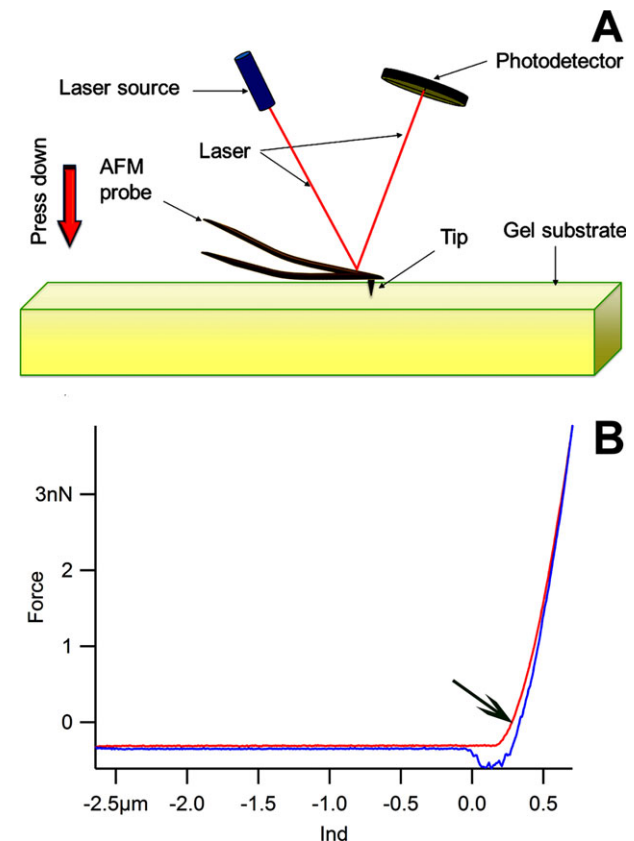 A
Photodetector
Laser source
Laser
AFM
probe
Press down
Tip
Gel substrate
B
3nN
2
1
0
Force
-2.5µm
-2.0
-1.5
-1.0
-0.5
0.0
0.5
Ind